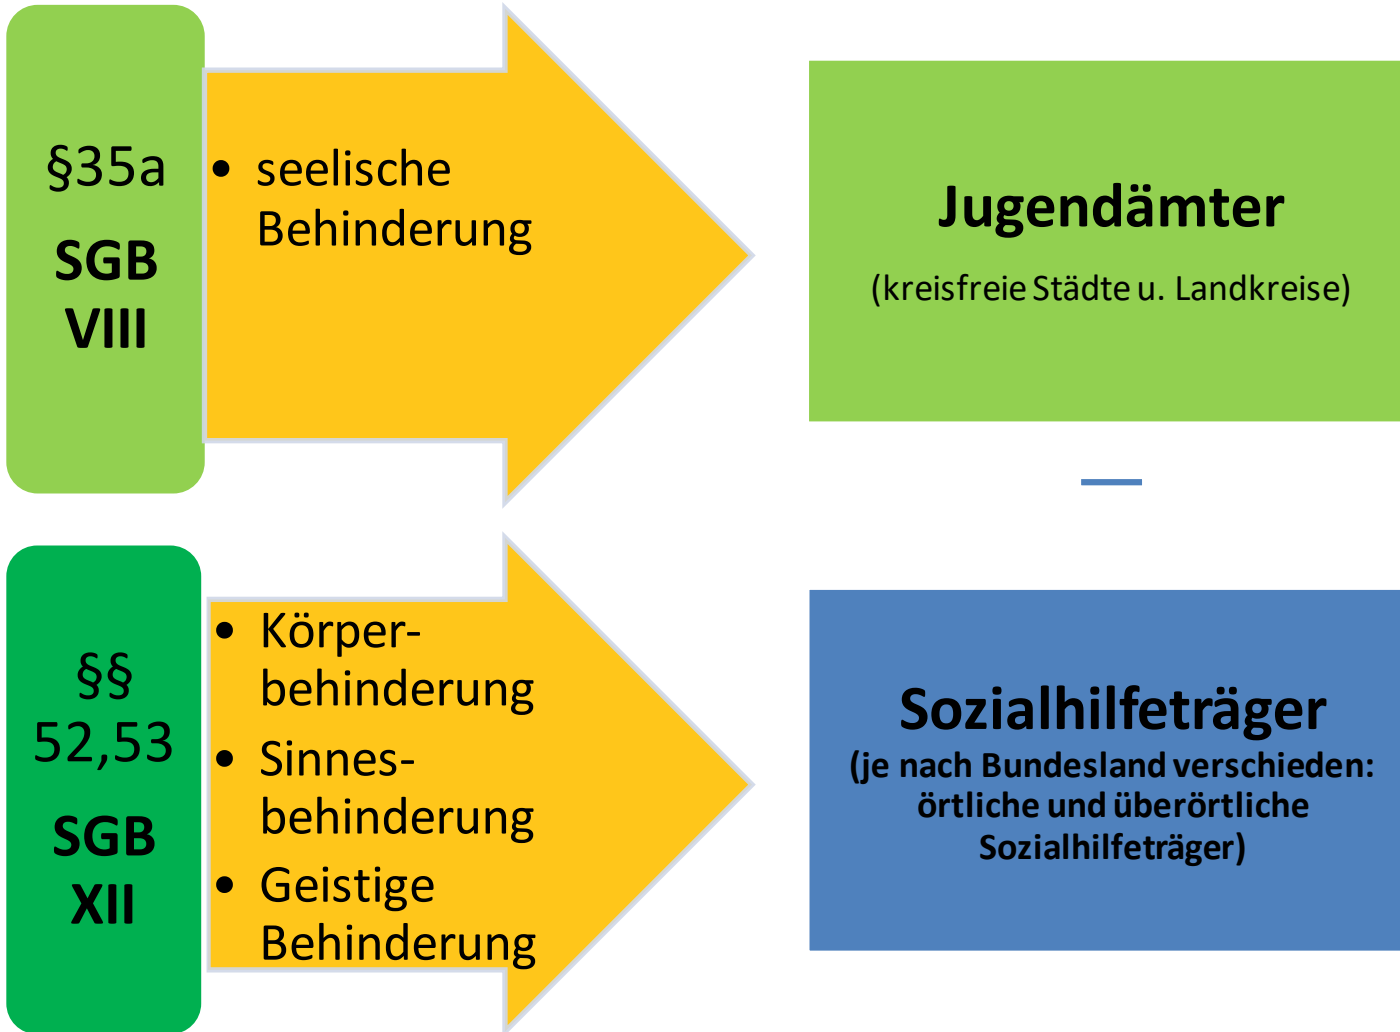 §35a
SGB
VIII
• seelische
Behinderung
Jugendämter
(kreisfreie Städte u. Landkreise)
§§
52,53
SGB
XII
• Körper-
behinderung
• Sinnes-
behinderung
• Geistige
Behinderung
Sozialhilfeträger
(je nach Bundesland verschieden:
örtliche und überörtliche
Sozialhilfeträger)